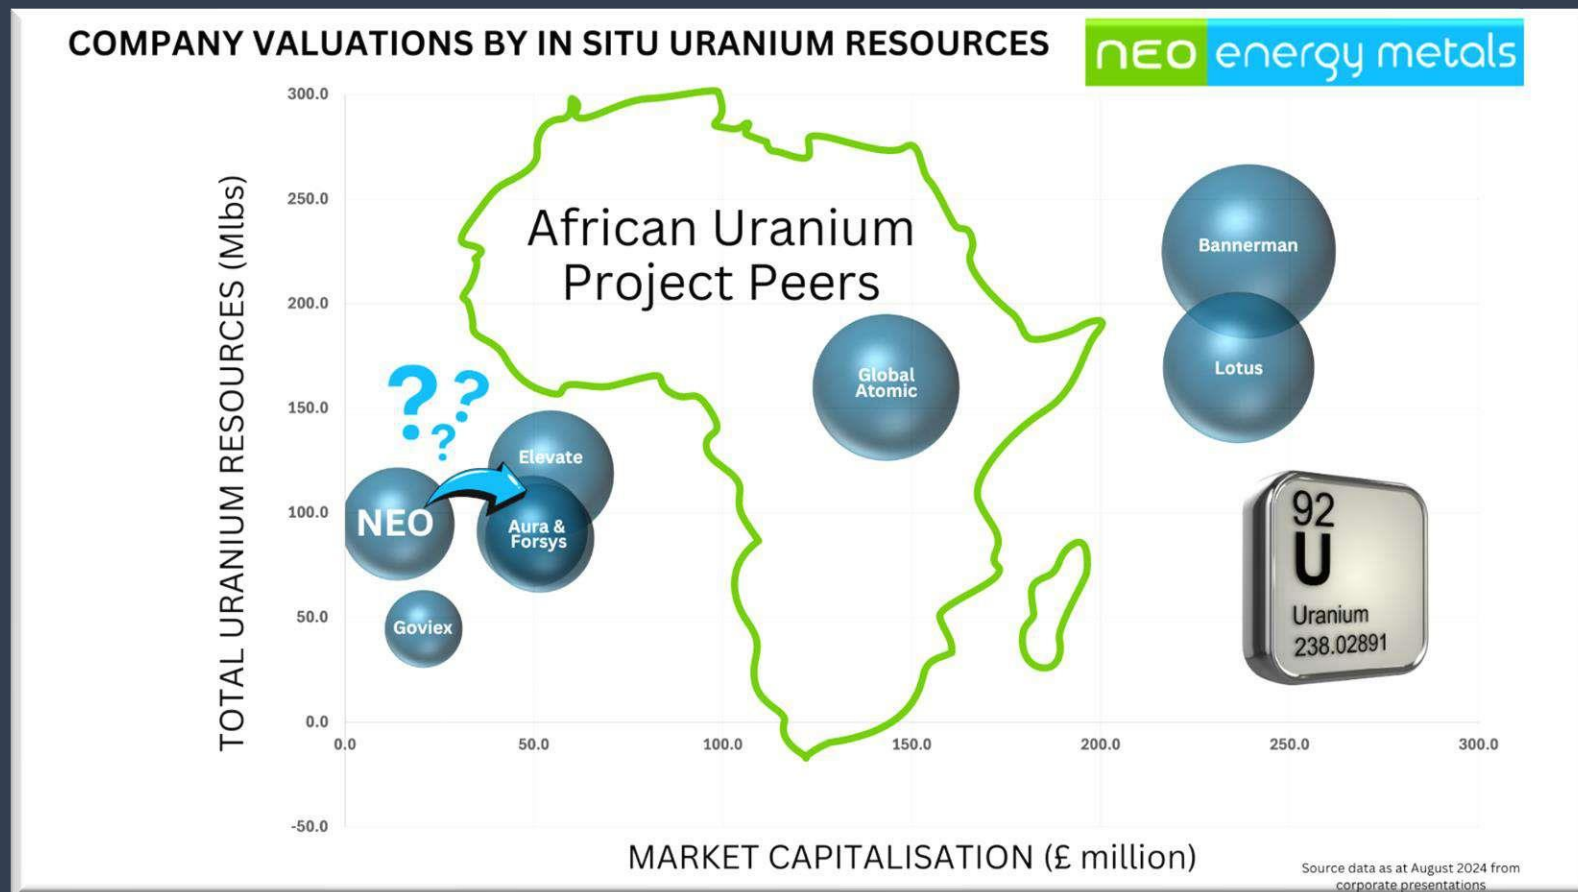 COMPANY VALUATIONS BY IN SITU URANIUM RESOURCES
neo energy metals
TOTAL URANIUM RESOURCES (Mlbs)
300.0
250.0
200.0
150.0
100.0
50.0
0.0
-50.0
African Uranium
Project Peers
Bannerman
Lotus
Global
Atomic
? ?
?
Elevate
NEO
Aura &
Forsys
Goviex
92
U
Uranium
238.02891
0.0
50.0
100.0
150.0
200.0
250.0
300.0
MARKET CAPITALISATION (£ million)
Source data as at August 2024 from
corporate presentations